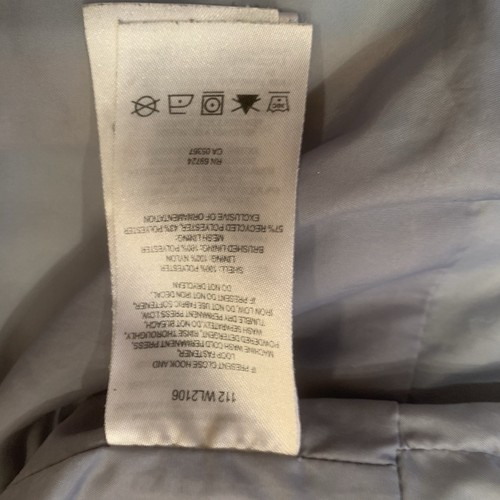 112 WL2106
IF PRESENT CLOSE HOOK AND
LOOP FASTENER,
MACHINE WASH COLD PERMANENT PRESS,
POWDERED DETERGENT, RINSE THOROUGHLY,
WASH SEPARATELY, DO NOT BLEACH,
TUMBLE DRY PERMANENT PRESS LOW,
IRON LOW, DO NOT USE FABRIC SOFTENER,
IF PRESENT DO NOT IRON DECAL,
DO NOT DRYCLEAN
SHELL: 100% POLYESTER
LINING: 100% NYLON
BRUSHED LINING: 100% POLYESTER
MESH LINING:
57% RECYCLED POLYESTER, 43% POLYESTER
EXCLUSIVE OF ORNAMENTATION
RN 69724
CA 05367